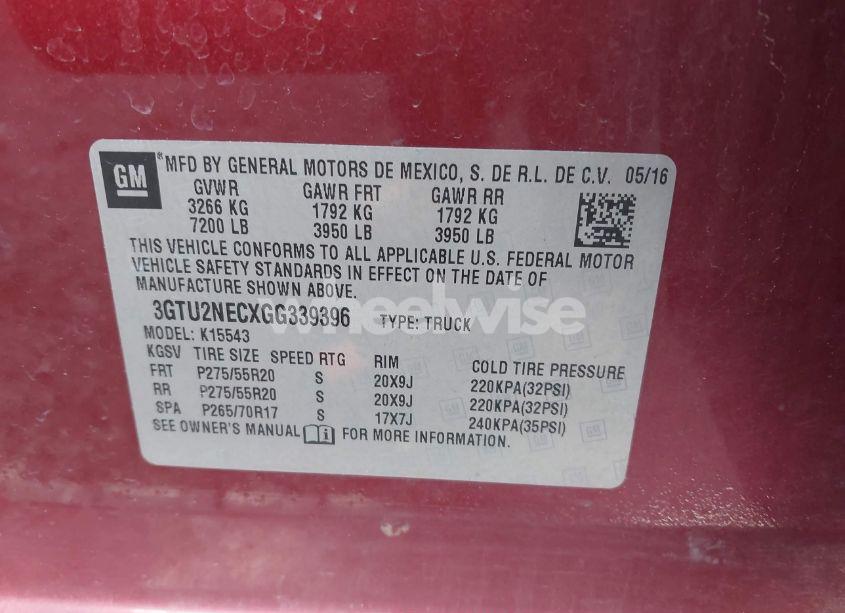 GM ® MFD BY GENERAL MOTORS DE MEXICO, S. DE R.L. DE C.V. 05/16
GVWR GAWR FRT GAWR RR
3266 KG 1792 KG 1792 KG
7200 LB 3950 LB 3950 LB
THIS VEHICLE CONFORMS TO ALL APPLICABLE U.S. FEDERAL MOTOR
VEHICLE SAFETY STANDARDS IN EFFECT ON THE DATE OF
MANUFACTURE SHOWN ABOVE.
3GTU2NECXGG339396 TYPE: TRUCK
wheelwise
MODEL: K15543
KGSV TIRE SIZE SPEED RTG RIM COLD TIRE PRESSURE
FRT P275/55R20 S 20X9J 220KPA(32PSI)
RR P275/55R20 S 20X9J 220KPA(32PSI)
SPA P265/70R17 S 17X7J 240KPA(35PSI)
SEE OWNER'S MANUAL FOR MORE INFORMATION.